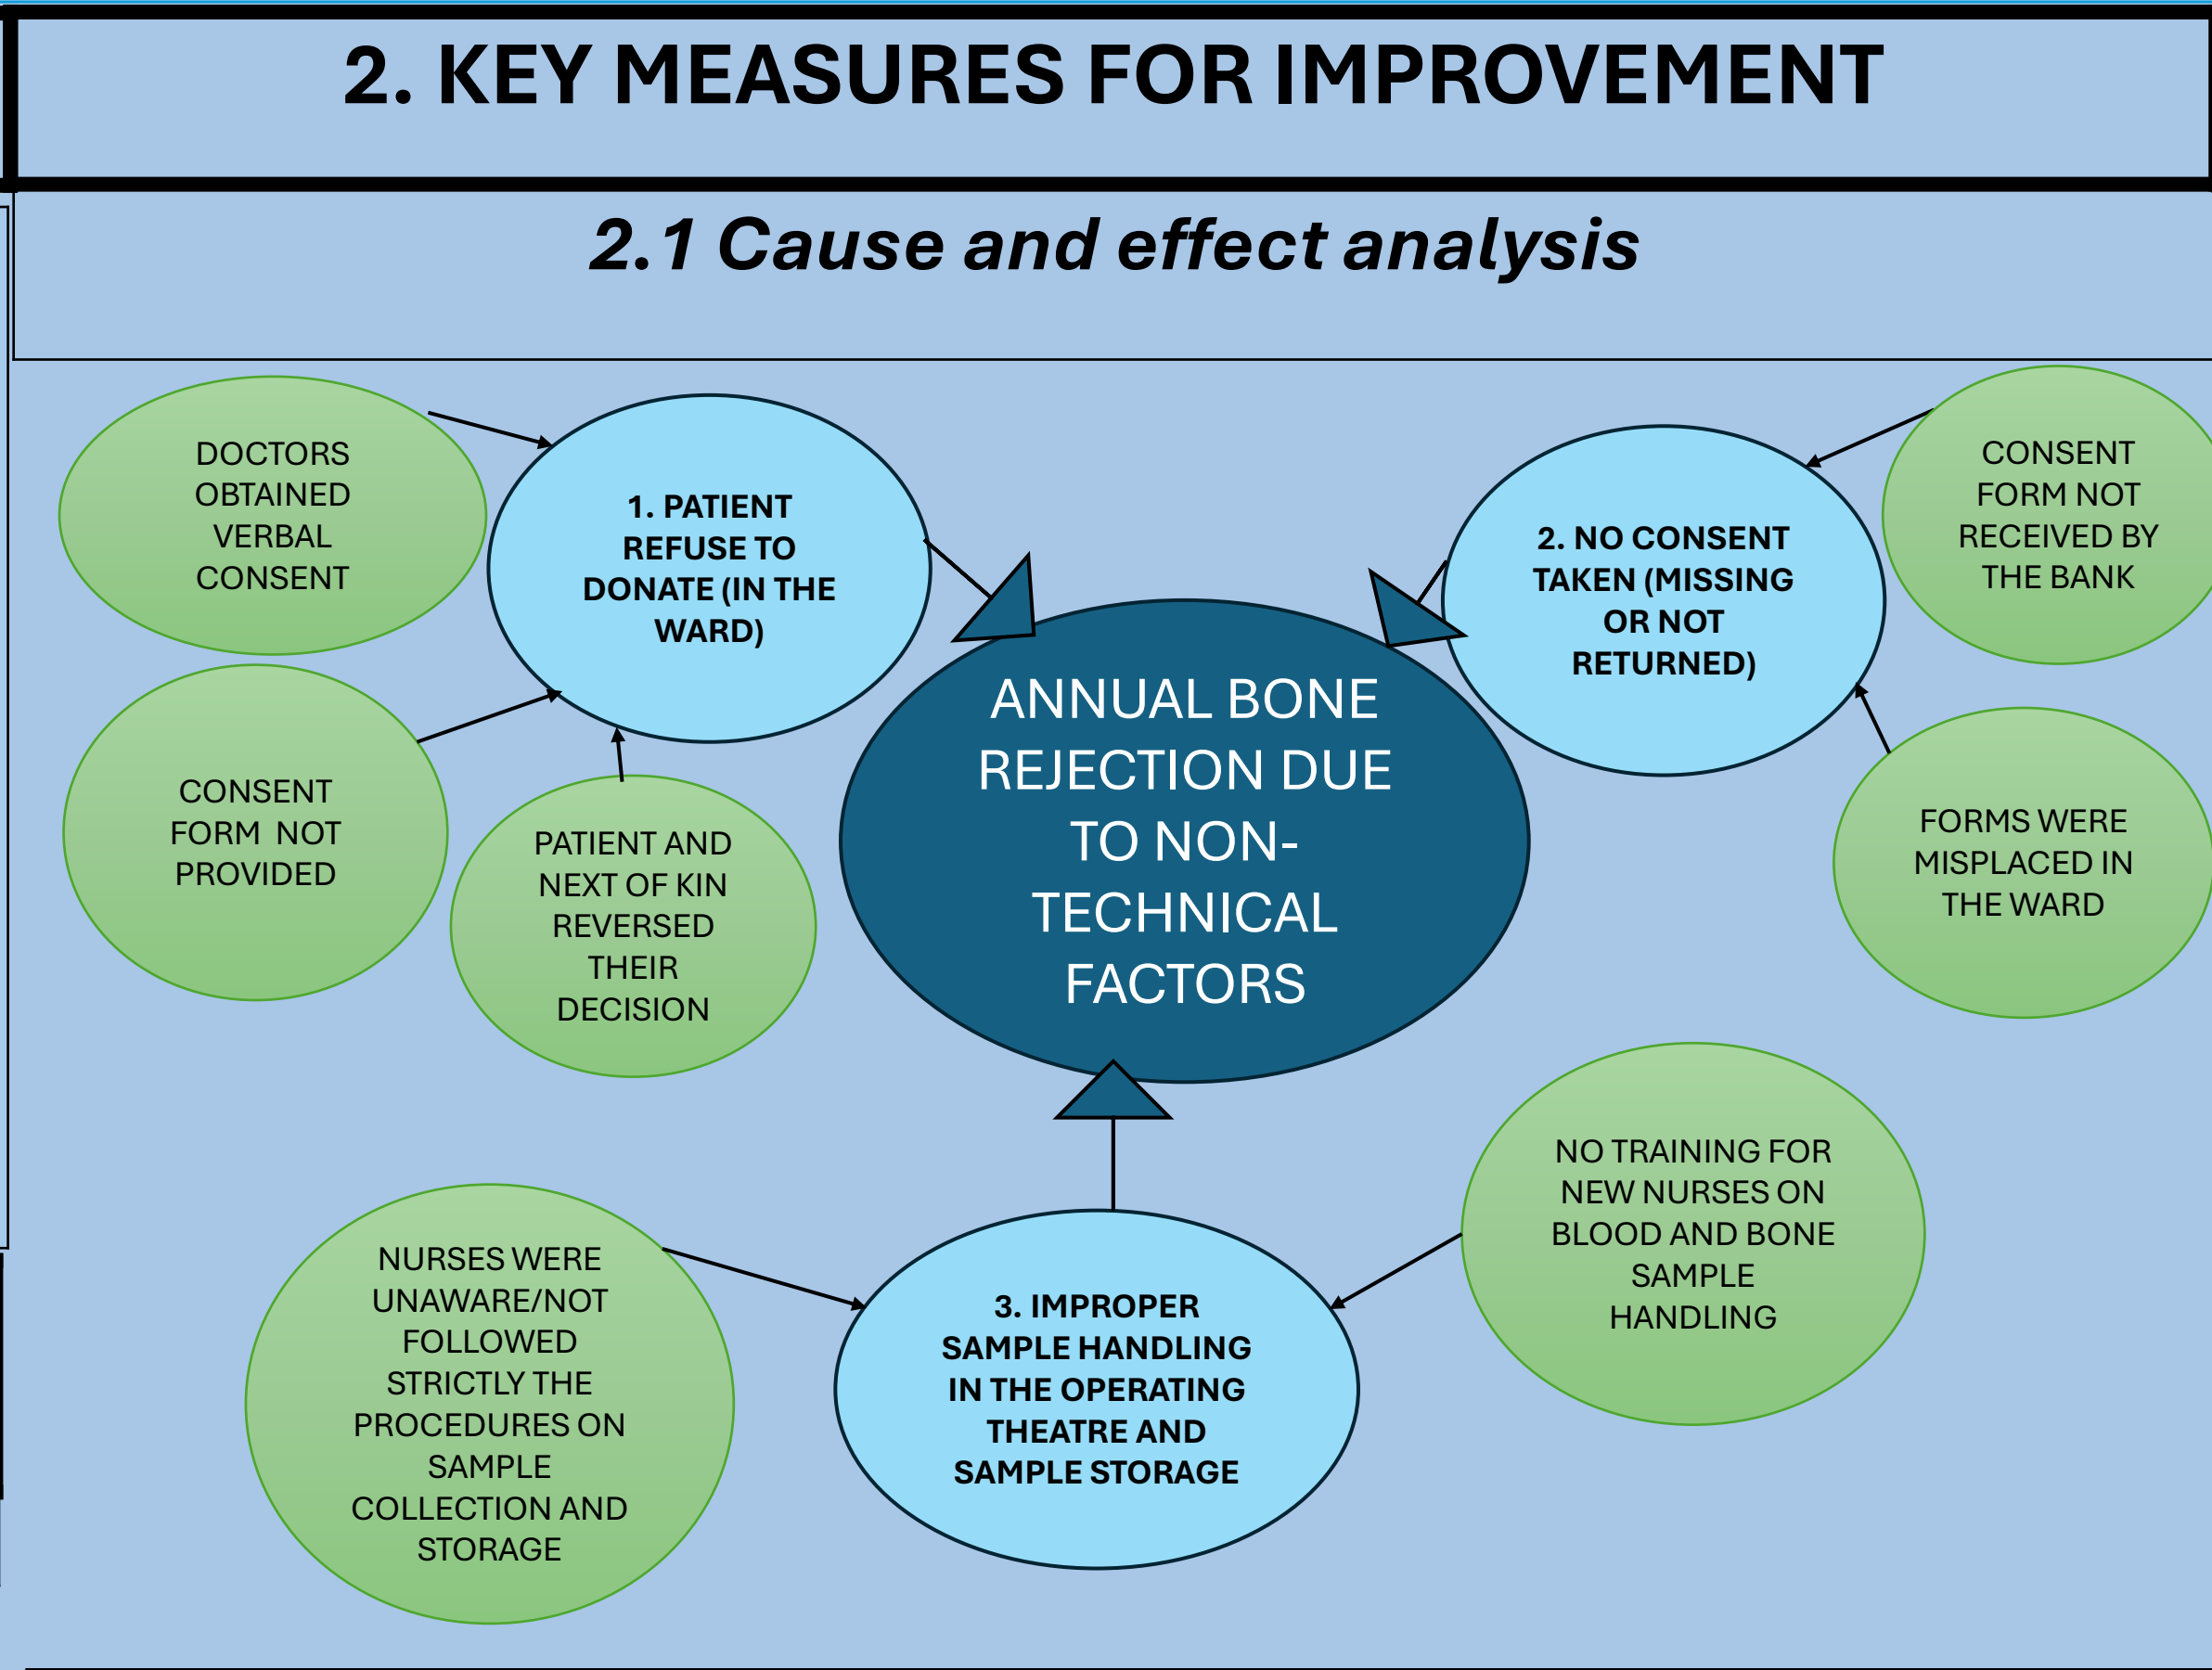 2. KEY MEASURES FOR IMPROVEMENT
2.1 Cause and effect analysis
DOCTORS
OBTAINED
VERBAL
CONSENT
1. PATIENT
REFUSE TO
DONATE (IN THE
WARD)
2. NO CONSENT
TAKEN (MISSING
OR NOT
RETURNED)
CONSENT
FORM NOT
RECEIVED BY
THE BANK
CONSENT
FORM  NOT
PROVIDED
PATIENT AND
NEXT OF KIN
REVERSED
THEIR
DECISION
ANNUAL BONE
REJECTION DUE
TO NON-
TECHNICAL
FACTORS
FORMS WERE
MISPLACED IN
THE WARD
NURSES WERE
UNAWARE/NOT
FOLLOWED
STRICTLY THE
PROCEDURES ON
SAMPLE
COLLECTION AND
STORAGE
3. IMPROPER
SAMPLE HANDLING
IN THE OPERATING
THEATRE AND
SAMPLE STORAGE
NO TRAINING FOR
NEW NURSES ON
BLOOD AND BONE
SAMPLE
HANDLING